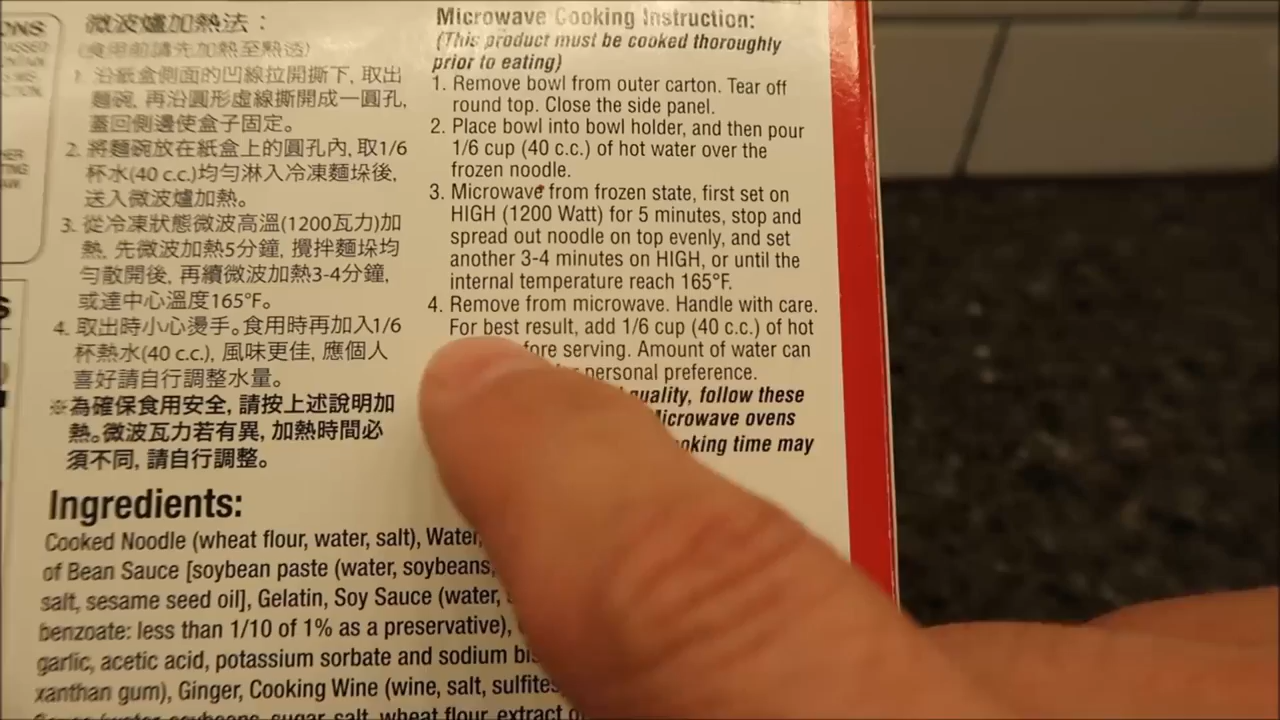 微波爐加熱法：
(食用前請先加熱至熟透)
1. 沿紙盒側面的凹線拉開撕下, 取出
麵碗, 再沿圓形虛線撕開成一圓孔,
蓋回側邊使盒子固定。
2. 將麵碗放在紙盒上的圓孔內, 取1/6
杯水(40 c.c.)均勻淋入冷凍麵垛後,
送入微波爐加熱。
3. 從冷凍狀態微波高溫(1200瓦力)加
熱, 先微波加熱5分鐘, 攪拌麵垛均
勻散開後, 再續微波加熱3-4分鐘,
或達中心溫度165°F。
4. 取出時小心燙手。食用時再加入1/6
杯熱水(40 c.c.), 風味更佳, 應個人
喜好請自行調整水量。
※為確保食用安全, 請按上述說明加
熱。微波瓦力若有異, 加熱時間必
須不同, 請自行調整。
Microwave Cooking Instruction:
(This product must be cooked thoroughly
prior to eating)
1. Remove bowl from outer carton. Tear off
round top. Close the side panel.
2. Place bowl into bowl holder, and then pour
1/6 cup (40 c.c.) of hot water over the
frozen noodle.
3. Microwave from frozen state, first set on
HIGH (1200 Watt) for 5 minutes, stop and
spread out noodle on top evenly, and set
another 3-4 minutes on HIGH, or until the
internal temperature reach 165°F.
4. Remove from microwave. Handle with care.
For best result, add 1/6 cup (40 c.c.) of hot
serving. Amount of water can
personal preference.
quality, follow these
Microwave ovens
time may
Ingredients:
Cooked Noodle (wheat flour, water, salt), Water,
of Bean Sauce [soybean paste (water, soybeans,
salt, sesame seed oil], Gelatin, Soy Sauce (water,
benzoate: less than 1/10 of 1% as a preservative),
garlic, acetic acid, potassium sorbate and sodium
xanthan gum), Ginger, Cooking Wine (wine, salt, sulfites
sugar, salt, wheat flour, extract